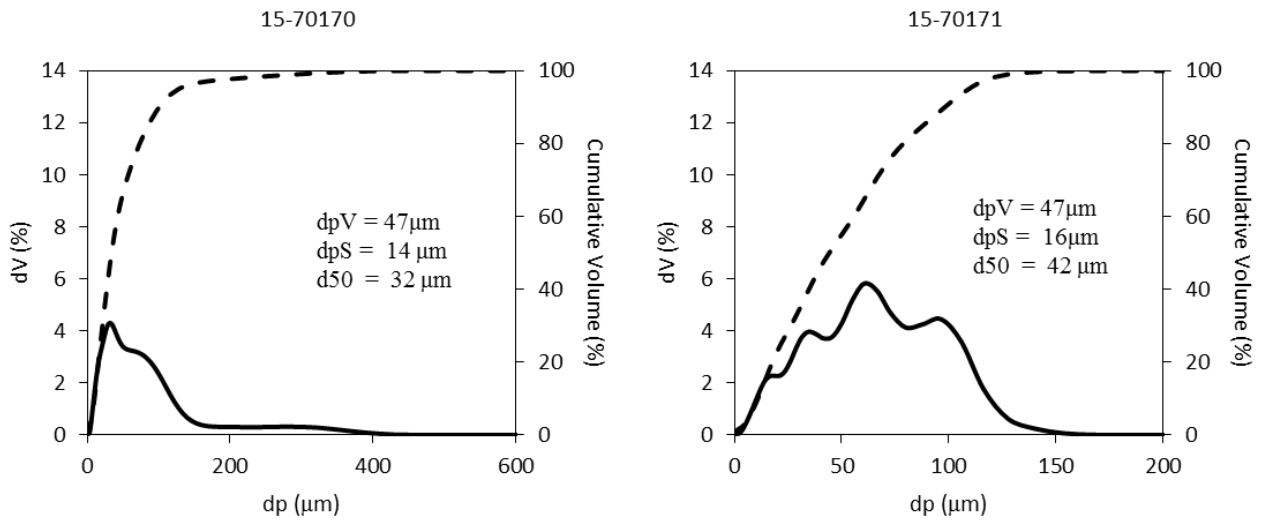 15-70170
14
12
10
8
6
4
2
0
dV (%)
100
80
60
40
20
0
Cumulative Volume
(%)
dpV = 47μm
dpS = 14 μm
d50 = 32 μm
0 200 400 600
dp (μm)
15-70171
14
12
10
8
6
4
2
0
dV (%)
100
80
60
40
20
0
Cumulative Volume
(%)
dpV = 47μm
dpS = 16μm
d50 = 42 μm
0 50 100 150 200
dp (μm)